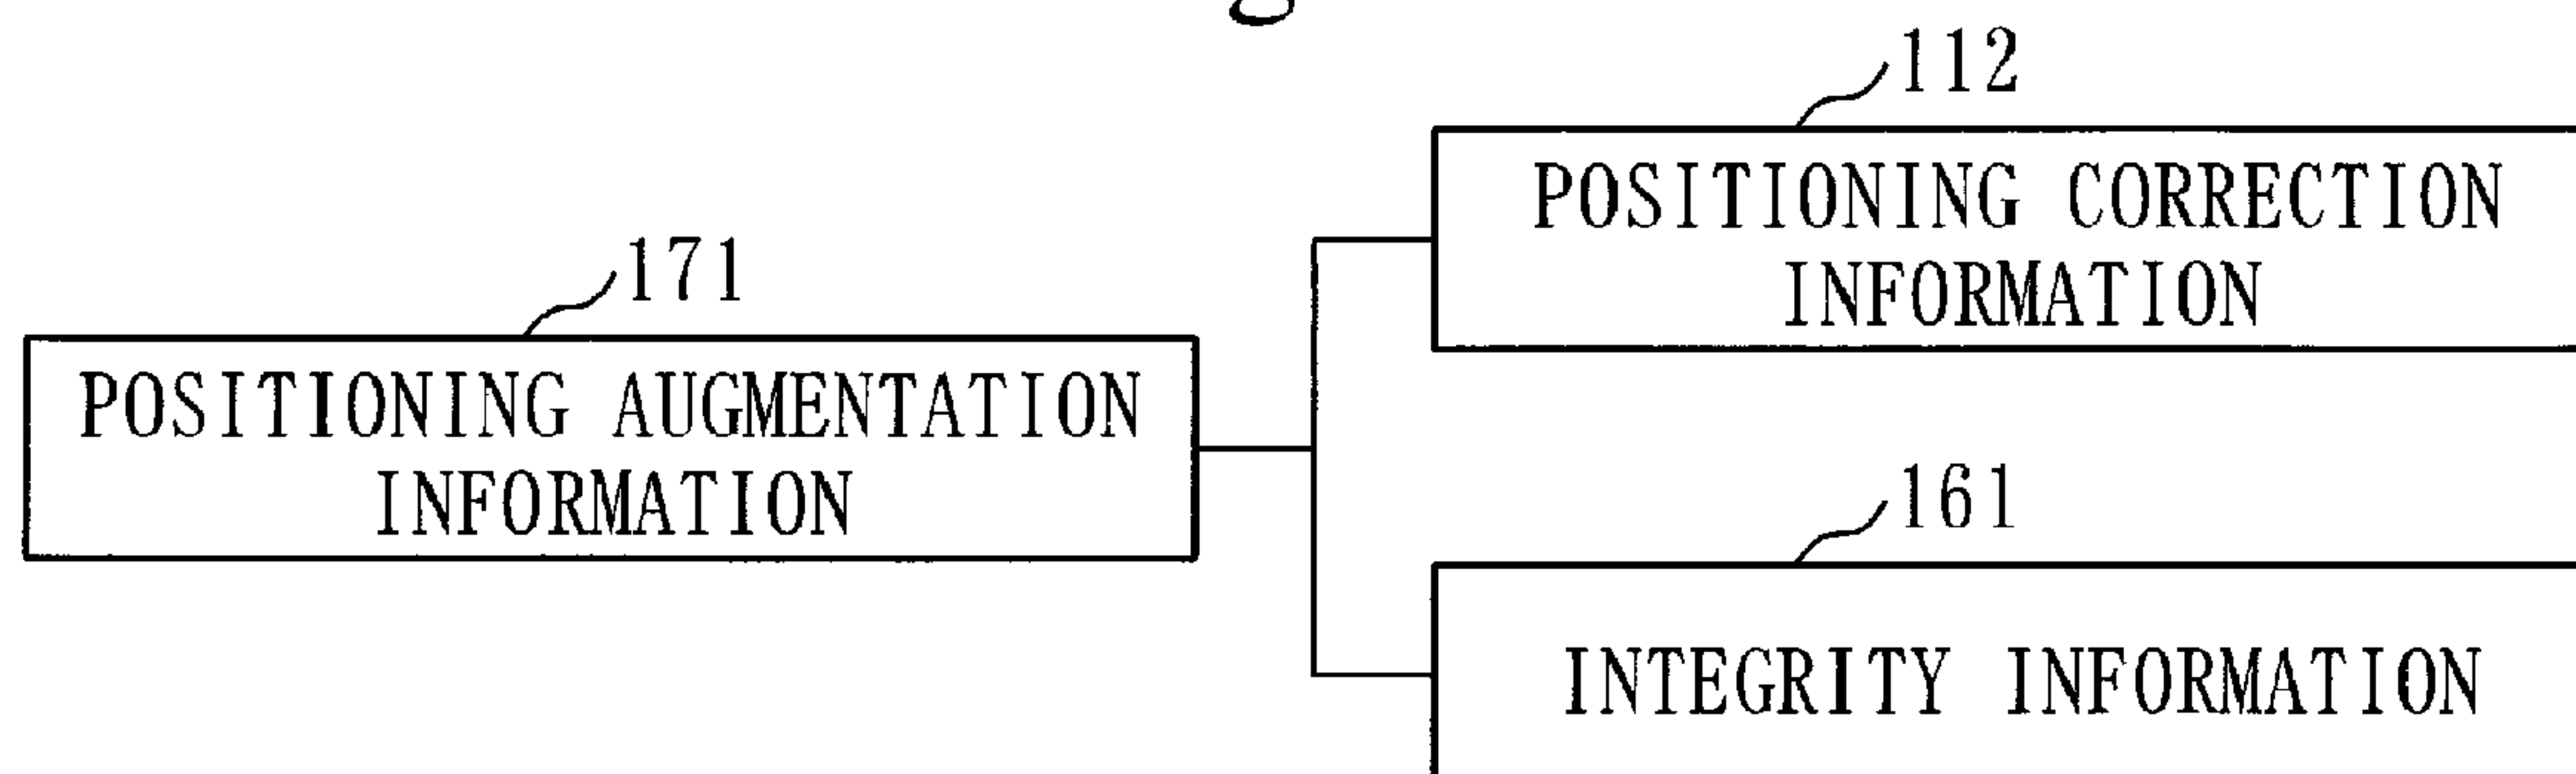 112
POSITIONING CORRECTION
INFORMATION
171
POSITIONING AUGMENTATION
INFORMATION
161
INTEGRITY INFORMATION